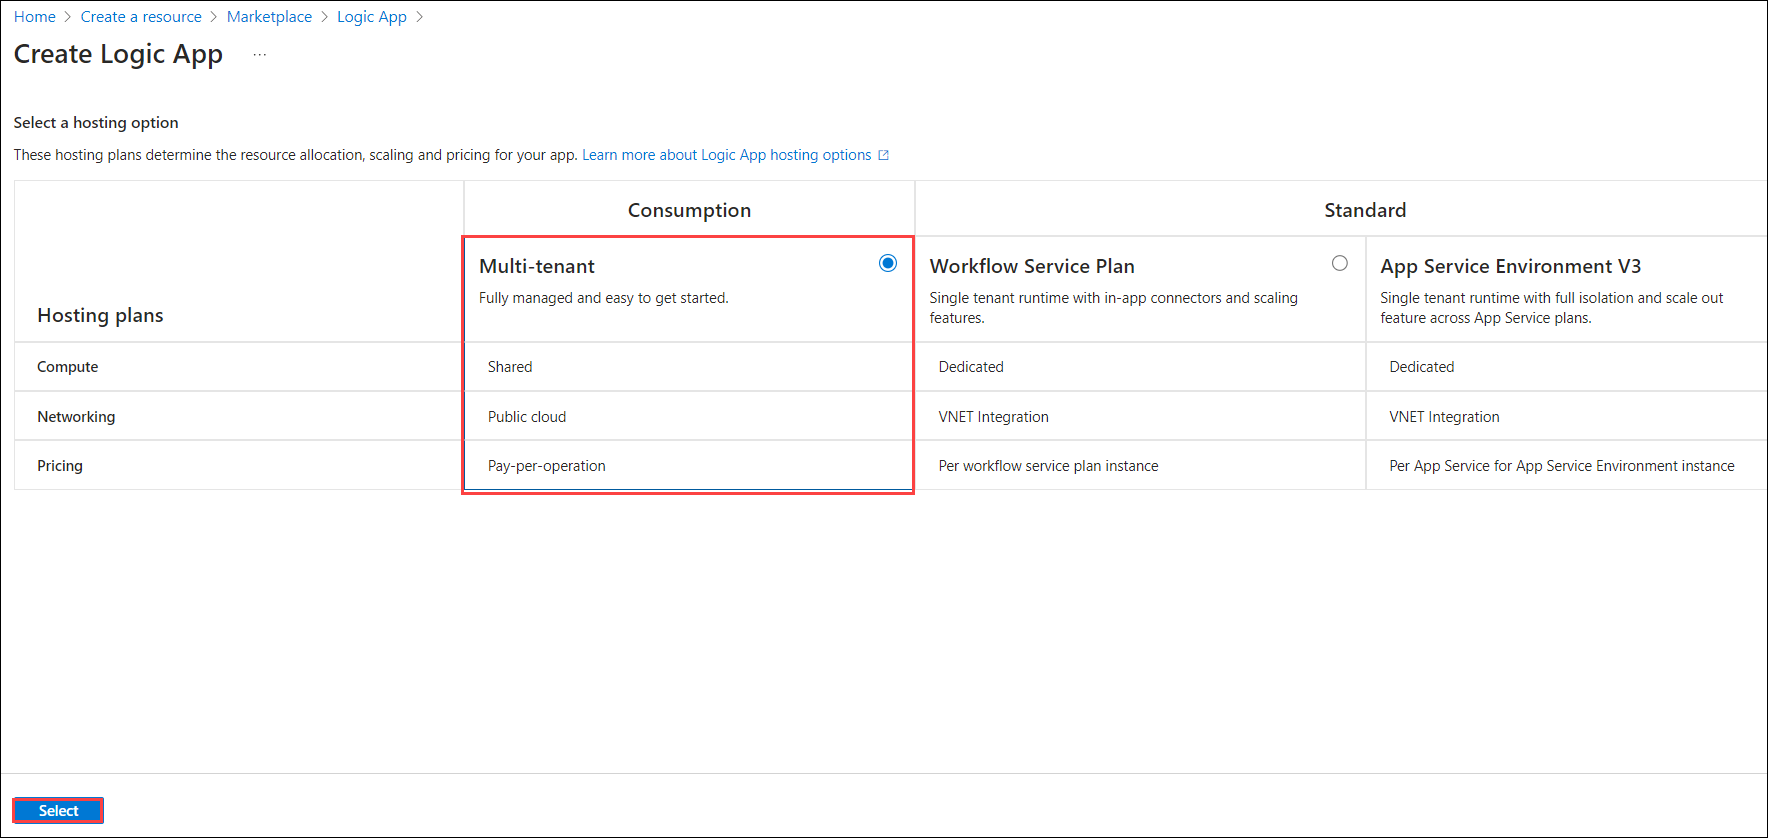 Home > Create a resource > Marketplace > Logic App >
Create Logic App ...
Select a hosting option
These hosting plans determine the resource allocation, scaling and pricing for your app. Learn more about Logic App hosting options
Consumption
Standard
Hosting plans
Multi-tenant
Fully managed and easy to get started.
Workflow Service Plan
Single tenant runtime with in-app connectors and scaling
features.
App Service Environment V3
Single tenant runtime with full isolation and scale out
feature across App Service plans.
Compute
Shared
Dedicated
Dedicated
Networking
Public cloud
VNET Integration
VNET Integration
Pricing
Pay-per-operation
Per workflow service plan instance
Per App Service for App Service Environment instance
Select